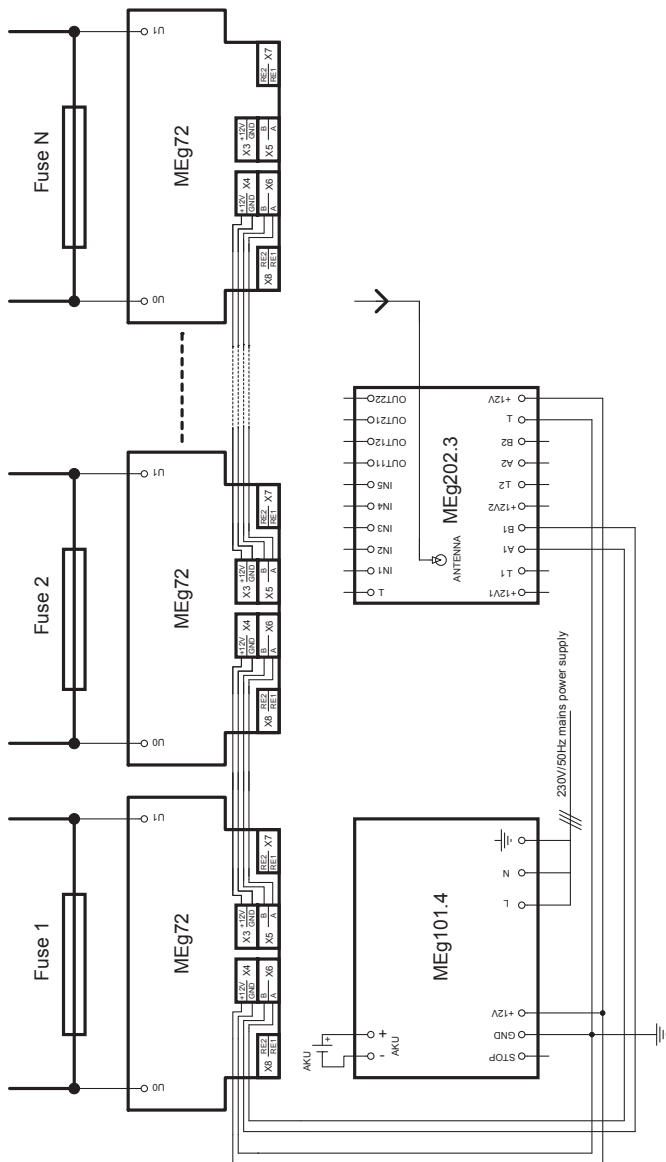 Fuse 1
U0
U1
MEg72
X8
RE2
RE1
+12V
GND
X4
B
A
X6
X3
+12V
GND
X5
B
A
RE2
RE1
X7
Fuse 2
U0
U1
MEg72
X8
RE2
RE1
+12V
GND
X4
B
A
X6
X3
+12V
GND
X5
B
A
RE2
RE1
X7
Fuse N
U0
U1
MEg72
X8
RE2
RE1
+12V
GND
X4
B
A
X6
X3
+12V
GND
X5
B
A
RE2
RE1
X7
AKU
+
- +
AKU
MEg101.4
STOP
GND
+12V
L
N
230V/50Hz mains power supply
⊥
IN1
IN2
IN3
IN4
IN5
OUT11
OUT12
OUT21
OUT22
ANTENNA
MEg202.3
+12V1
⊥1
A1
B1
+12V2
⊥2
A2
B2
⊥
+12V